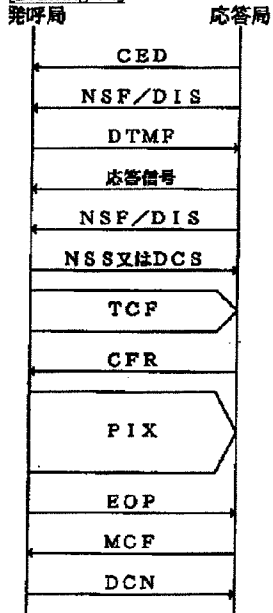 発呼局 応答局
CED
NSF/DIS
DTMF
応答信号
NSF/DIS
NSS又はDCS
TCF
CFR
PIX
EOP
MCF
DCN